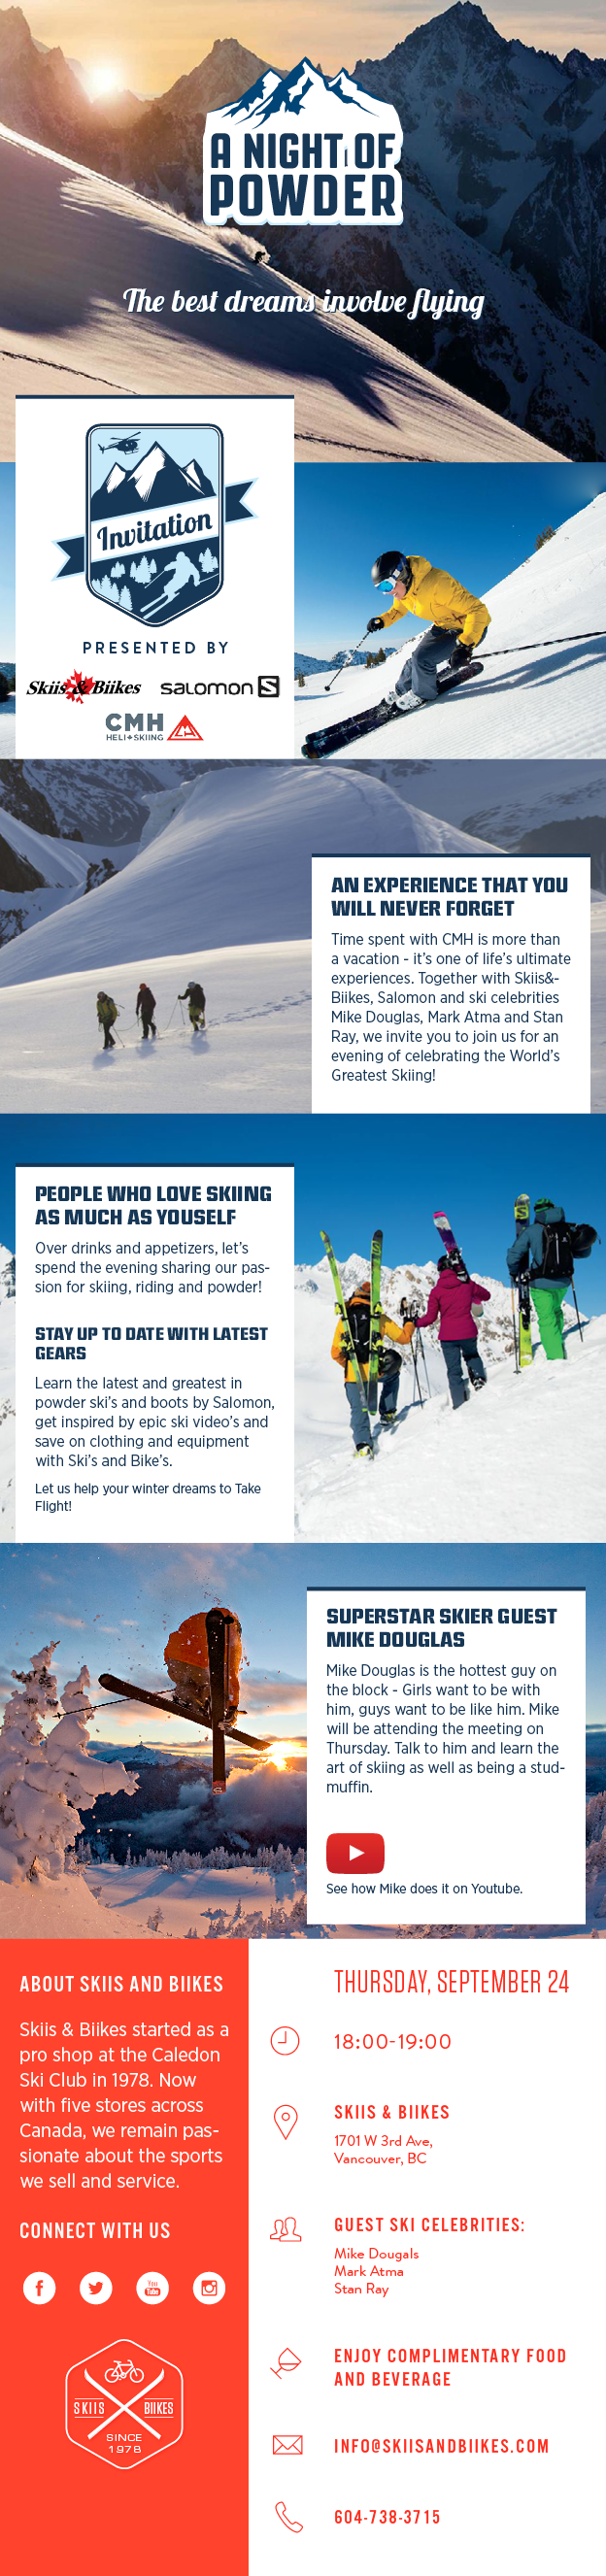 A NIGHT OF
POWDER
The best dreams involve flying
Invitation
PRESENTED BY
Skiis & Biikes
SALOMON S
CMH
HELI+SKIING
AN EXPERIENCE THAT YOU
WILL NEVER FORGET
Time spent with CMH is more than
a vacation - it's one of life's ultimate
experiences. Together with Skiis&-
Biikes, Salomon and ski celebrities
Mike Douglas, Mark Atma and Stan
Ray, we invite you to join us for an
evening of celebrating the World's
Greatest Skiing!
PEOPLE WHO LOVE SKIING
AS MUCH AS YOUSELF
Over drinks and appetizers, let's
spend the evening sharing our pas-
sion for skiing, riding and powder!
STAY UP TO DATE WITH LATEST
GEARS
Learn the latest and greatest in
powder ski's and boots by Salomon,
get inspired by epic ski video's and
save on clothing and equipment
with Ski's and Bike's.
Let us help your winter dreams to Take
Flight!
SUPERSTAR SKIER GUEST
MIKE DOUGLAS
Mike Douglas is the hottest guy on
the block - Girls want to be with
him, guys want to be like him. Mike
will be attending the meeting on
Thursday. Talk to him and learn the
art of skiing as well as being a stud-
muffin.
See how Mike does it on Youtube.
ABOUT SKIIS AND BIIKES
Skiis & Biikes started as a
pro shop at the Caledon
Ski Club in 1978. Now
with five stores across
Canada, we remain pas-
sionate about the sports
we sell and service.
CONNECT WITH US
You
Tube
SKIIS BIIKES
SINCE
1978
THURSDAY, SEPTEMBER 24
18:00-19:00
SKIIS & BIIKES
1701 W 3rd Ave,
Vancouver, BC
GUEST SKI CELEBRITIES:
Mike Dougals
Mark Atma
Stan Ray
ENJOY COMPLIMENTARY FOOD
AND BEVERAGE
INFO@SKIISANDBIIKES.COM
604-738-3715